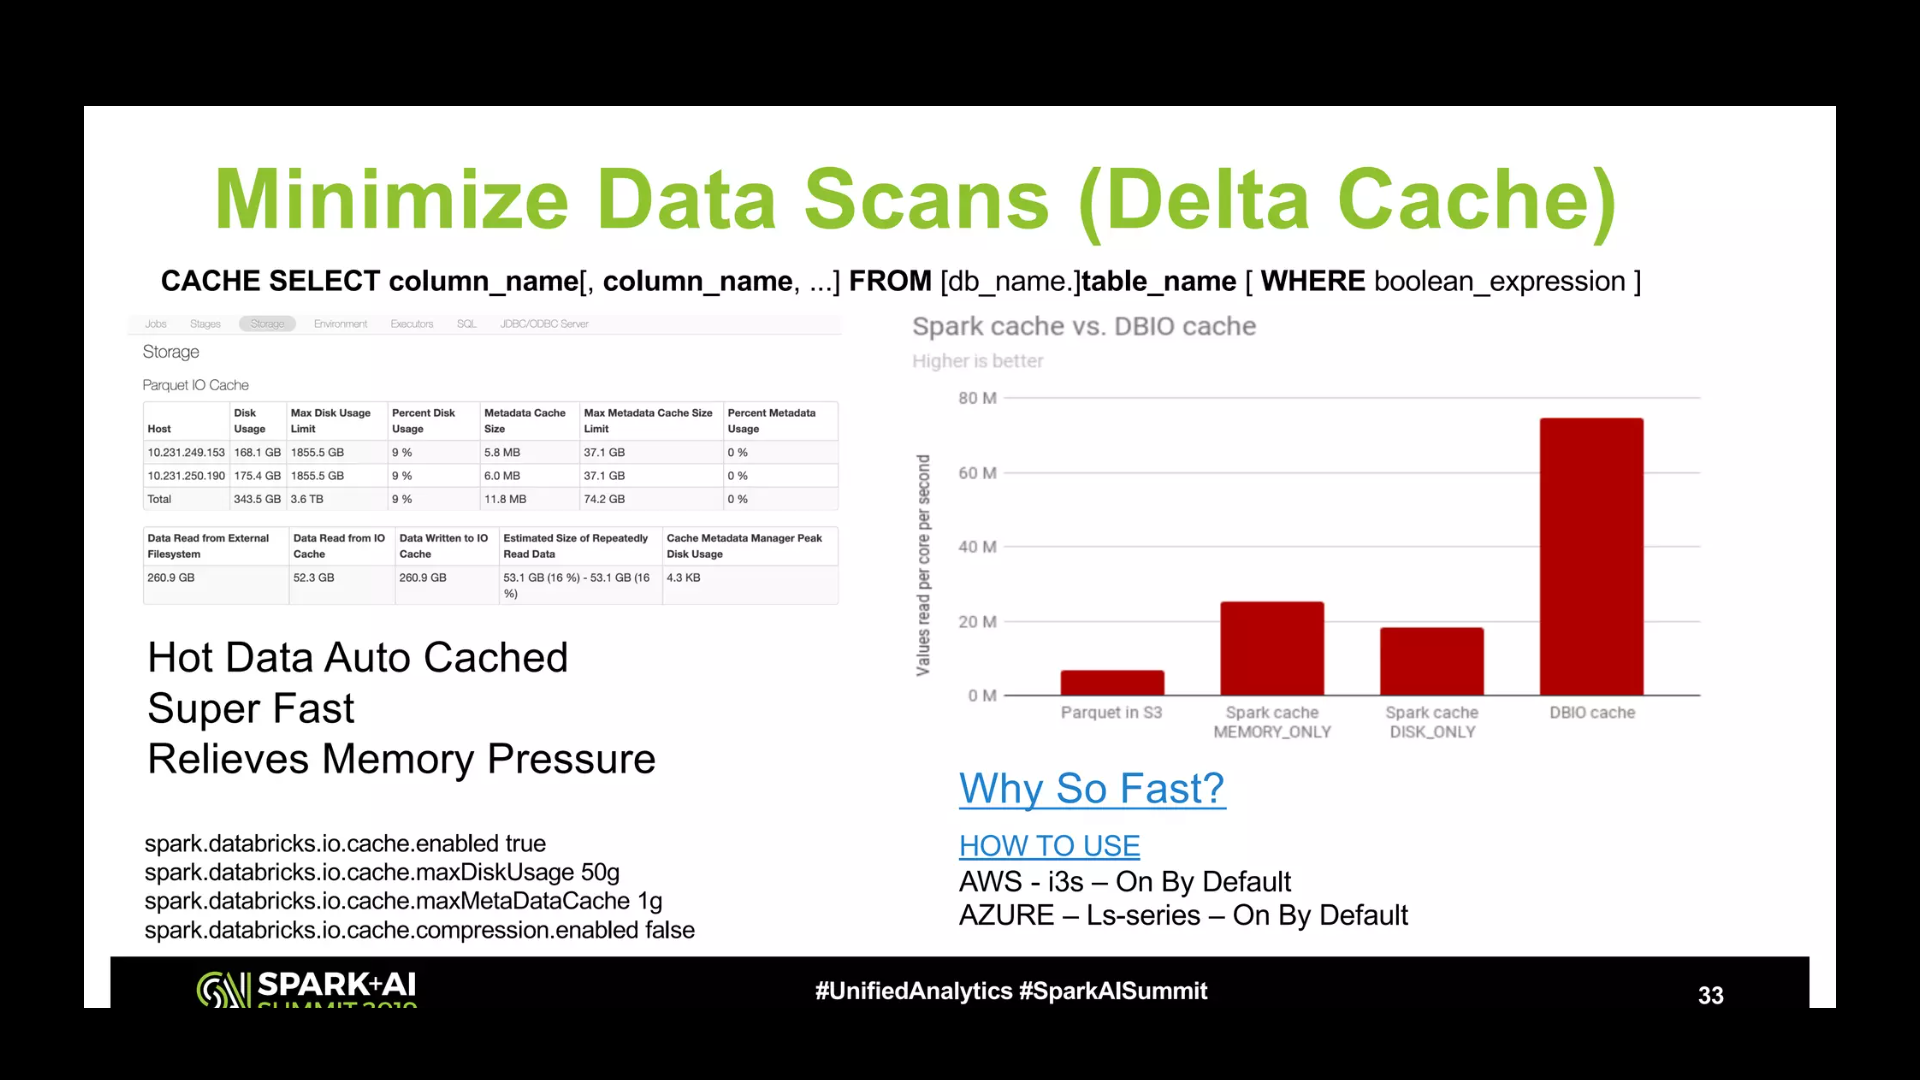 Minimize Data Scans (Delta Cache)
CACHE SELECT column_name[, column_name, ...] FROM [db_name.]table_name [ WHERE boolean_expression ]
Jobs Stages Storage Environment Executors SQL JDBC/ODBC Server
Storage
Parquet IO Cache
Host Disk Usage Max Disk Usage Limit Percent Disk Usage Metadata Cache Size Max Metadata Cache Size Limit Percent Metadata Usage
10.231.249.153 168.1 GB 1855.5 GB 9 % 5.8 MB 37.1 GB 0 %
10.231.250.190 175.4 GB 1855.5 GB 9 % 6.0 MB 37.1 GB 0 %
Total 343.5 GB 3.6 TB 9 % 11.8 MB 74.2 GB 0 %
Data Read from External Filesystem Data Read from IO Cache Data Written to IO Cache Estimated Size of Repeatedly Read Data Cache Metadata Manager Peak Disk Usage
260.9 GB 52.3 GB 260.9 GB 53.1 GB (16 %) - 53.1 GB (16 %) 4.3 KB
Hot Data Auto Cached
Super Fast
Relieves Memory Pressure
spark.databricks.io.cache.enabled true
spark.databricks.io.cache.maxDiskUsage 50g
spark.databricks.io.cache.maxMetaDataCache 1g
spark.databricks.io.cache.compression.enabled false
Spark cache vs. DBIO cache
Higher is better
Values read per core per second
80 M
60 M
40 M
20 M
0 M
Parquet in S3
Spark cache MEMORY_ONLY
Spark cache DISK_ONLY
DBIO cache
Why So Fast?
HOW TO USE
AWS - i3s – On By Default
AZURE – Ls-series – On By Default
SPARK+AI
SUMMIT 2019
#UnifiedAnalytics #SparkAISummit
33